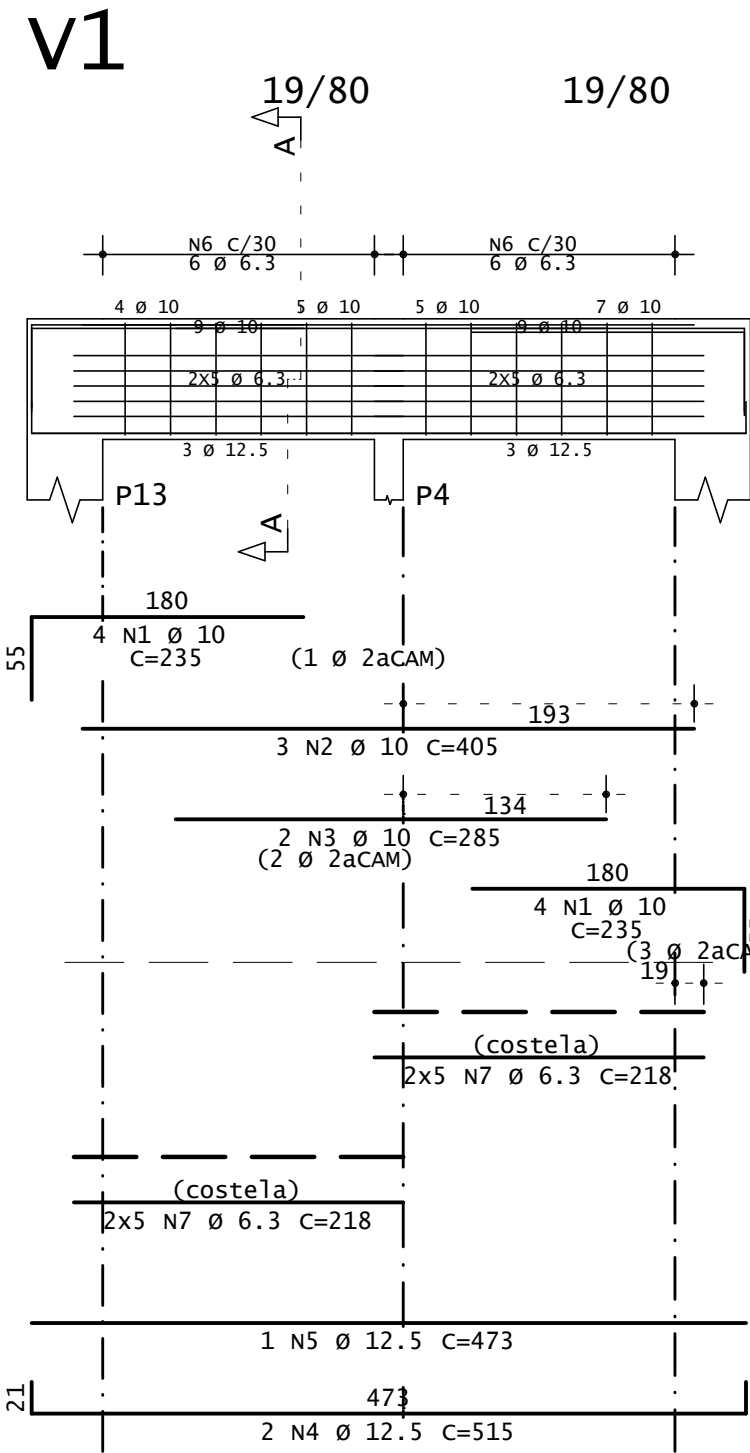 V1
19/80 19/80
A
N6 C/30 N6 C/30
6 Ø 6.3 6 Ø 6.3
4 Ø 10 5 Ø 10 5 Ø 10 7 Ø 10
9 Ø 10 9 Ø 10
2X5 Ø 6.3 2X5 Ø 6.3
3 Ø 12.5 3 Ø 12.5
P13 P4
A
180
55
4 N1 Ø 10
C=235
(1 Ø 2aCAM)
193
3 N2 Ø 10 C=405
134
2 N3 Ø 10 C=285
(2 Ø 2aCAM)
180
4 N1 Ø 10
C=235
(3 Ø 2aCA
19
(costela)
2x5 N7 Ø 6.3 C=218
(costela)
2x5 N7 Ø 6.3 C=218
1 N5 Ø 12.5 C=473
21
473
2 N4 Ø 12.5 C=515